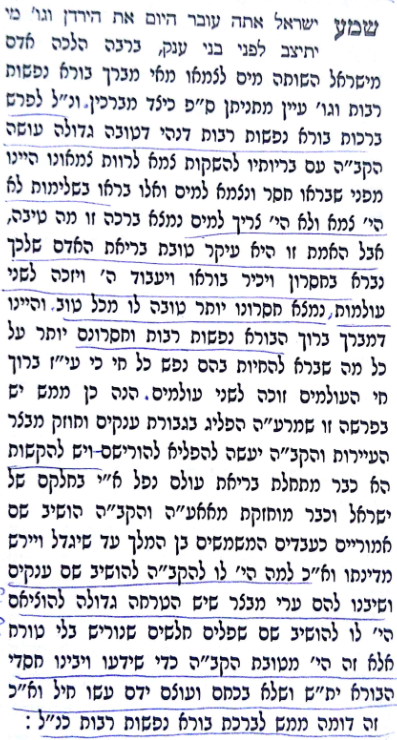 שמע ישראל אתה עובר היום את הירדן וגו' מי
יתיצב לפני בני ענק, ברבה הלכה אדם
מישראל השותה מים לצמאו מאי מברך בורא נפשות
רבות וגו' עיין מתניתן ס"פ כיצד מברכין. ונ"ל לפרש
ברכות בורא נפשות רבות דנהי דטובה גדולה עושה
הקב"ה עם בריותיו להשקות צמא לרוות צמאונו היינו
מפני שבראו חסר ונצמא למים ואלו בראו בשלימות לא
הי' צמא ולא הי' צריך למים נמצא ברכה זו מה טיבה,
אבל האמת זו היא עיקר טובת בריאת האדם שלכך
נברא בחסרון ויכיר בוראו ויעבוד ה' ויזכה לשני
עולמות, נמצא חסרונו יותר טובה לו מכל טוב. והיינו
דמברך ברוך הבורא נפשות רבות וחסרונם יותר על
כל מה שברא להחיות בהם נפש כל חי כי עי"ז ברוך
חי העולמים זוכה לשני עולמים. הנה כן ממש יש
בפרשה זו שמרע"ה הפליג בגבורת ענקים וחוזק מבצר
העיירות והקב"ה יעשה להפליא להורישם ויש להקשות
הא כבר מתחלת בריאת עולם נפל א"י בחלקם של
ישראל וכבר מוחזקת מאאע"ה והקב"ה הושיב שם
אמוריים כעבדים המשמשים בן המלך עד שיגדל ויירש
מדינתו וא"כ למה הי' לו להקב"ה להושיב שם ענקים
ושיבנו להם ערי מבצר שיש הטרחה גדולה להוציאם
הי' לו להושיב שם שפלים חלשים שנוריש בלי טורח
אלא זה הי' מטובת הקב"ה כדי שידעו ויבינו חסדי
הבורא ית"ש ושלא בכחם ועוצם ידם עשו חיל וא"כ
זה דומה ממש לברכת בורא נפשות רבות כנ"ל :